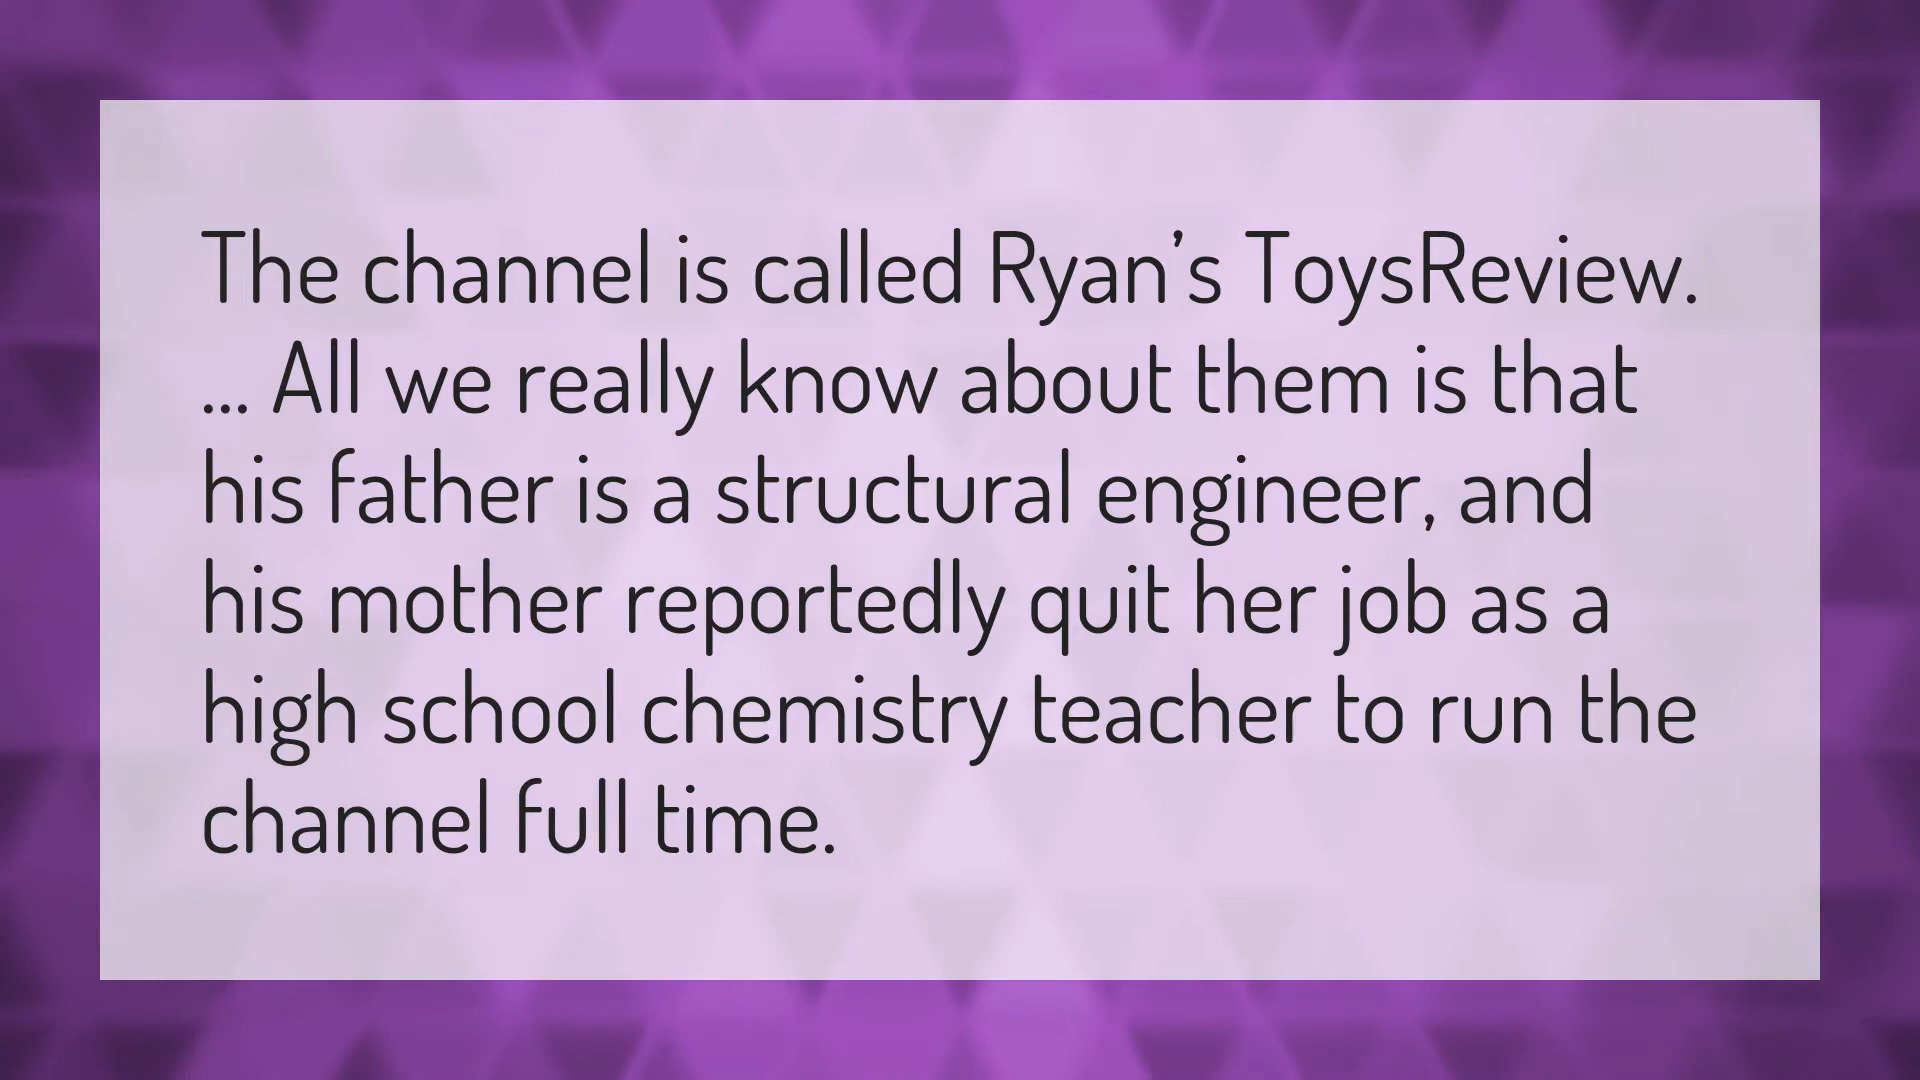 The channel is called Ryan’s ToysReview.
... All we really know about them is that
his father is a structural engineer, and
his mother reportedly quit her job as a
high school chemistry teacher to run the
channel full time.